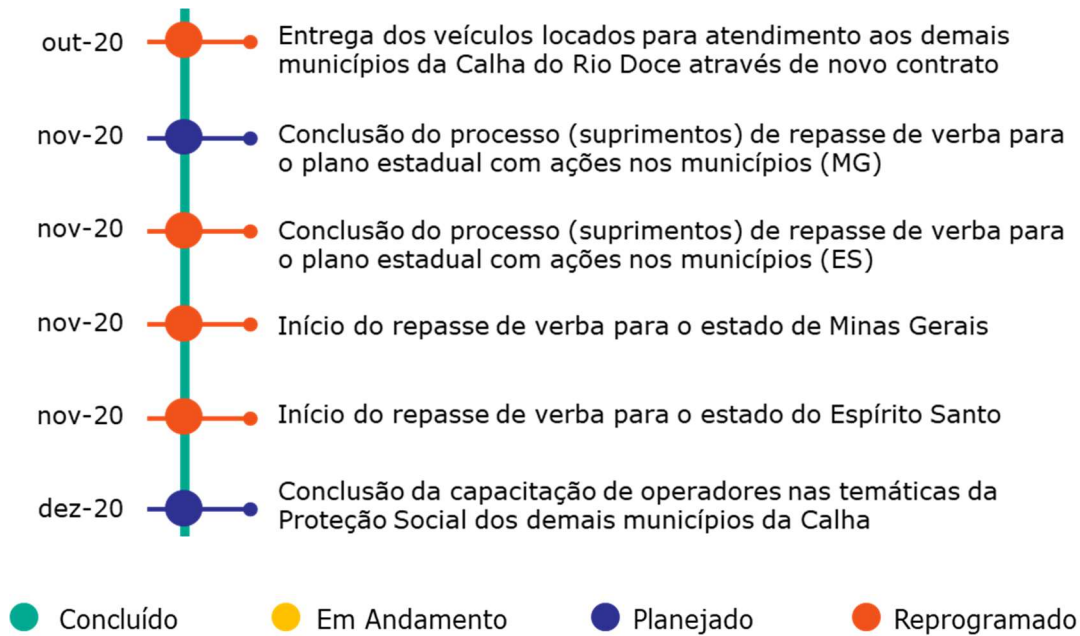 out-20
Entrega dos veículos locados para atendimento aos demais
municípios da Calha do Rio Doce através de novo contrato
nov-20
Conclusão do processo (suprimentos) de repasse de verba para
o plano estadual com ações nos municípios (MG)
nov-20
Conclusão do processo (suprimentos) de repasse de verba para
o plano estadual com ações nos municípios (ES)
nov-20
Início do repasse de verba para o estado de Minas Gerais
nov-20
Início do repasse de verba para o estado do Espírito Santo
dez-20
Conclusão da capacitação de operadores nas temáticas da
Proteção Social dos demais municípios da Calha
Concluído
Em Andamento
Planejado
Reprogramado